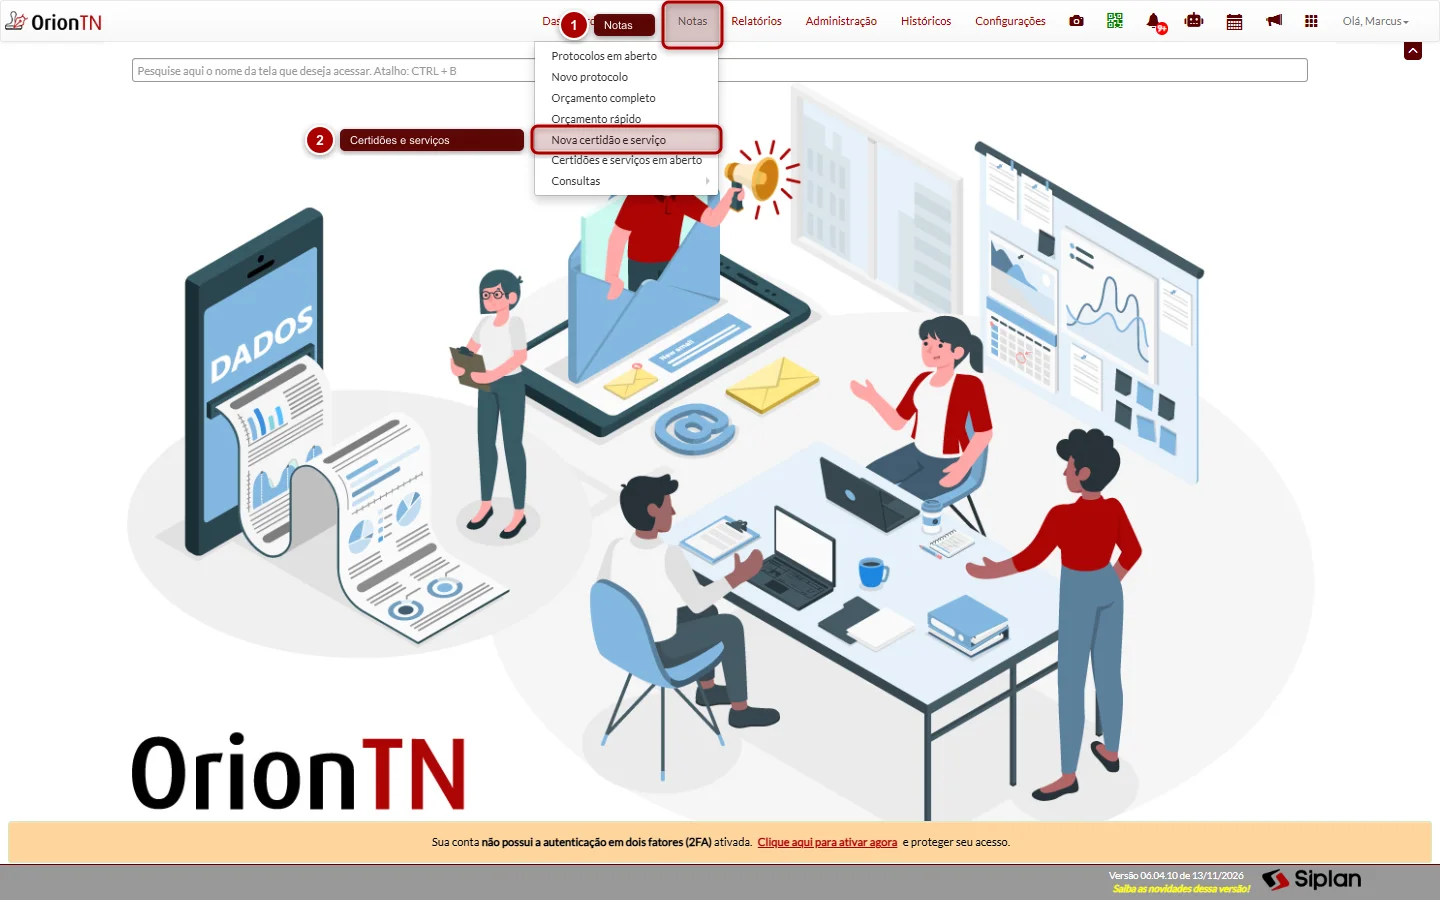 OrionTN
Das
1
Notas
Notas
Relatórios
Administração
Históricos
Configurações
9+
Olá, Marcus
Pesquise aqui o nome da tela que deseja acessar. Atalho: CTRL + B
Protocolos em aberto
Novo protocolo
Orçamento completo
Orçamento rápido
2
Certidões e serviços
Nova certidão e serviço
Certidões e serviços em aberto
Consultas
DADOS
New email
@
OrionTN
Sua conta não possui a autenticação em dois fatores (2FA) ativada. Clique aqui para ativar agora e proteger seu acesso.
Versão 06.04.10 de 13/11/2026
Saiba as novidades dessa versão!
Siplan